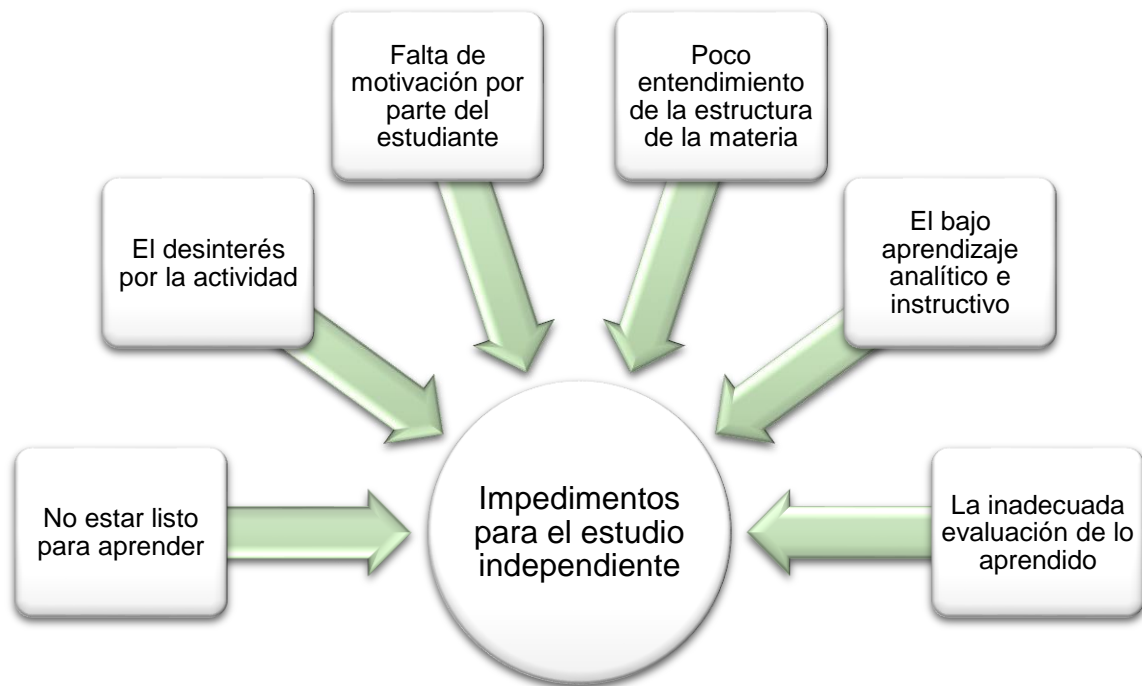 Falta de
motivación por
parte del
estudiante
Poco
entendimiento
de la estructura
de la materia
El desinterés
por la actividad
El bajo
aprendizaje
analítico e
instructivo
No estar listo
para aprender
Impedimentos
para el estudio
independiente
La inadecuada
evaluación de lo
aprendido